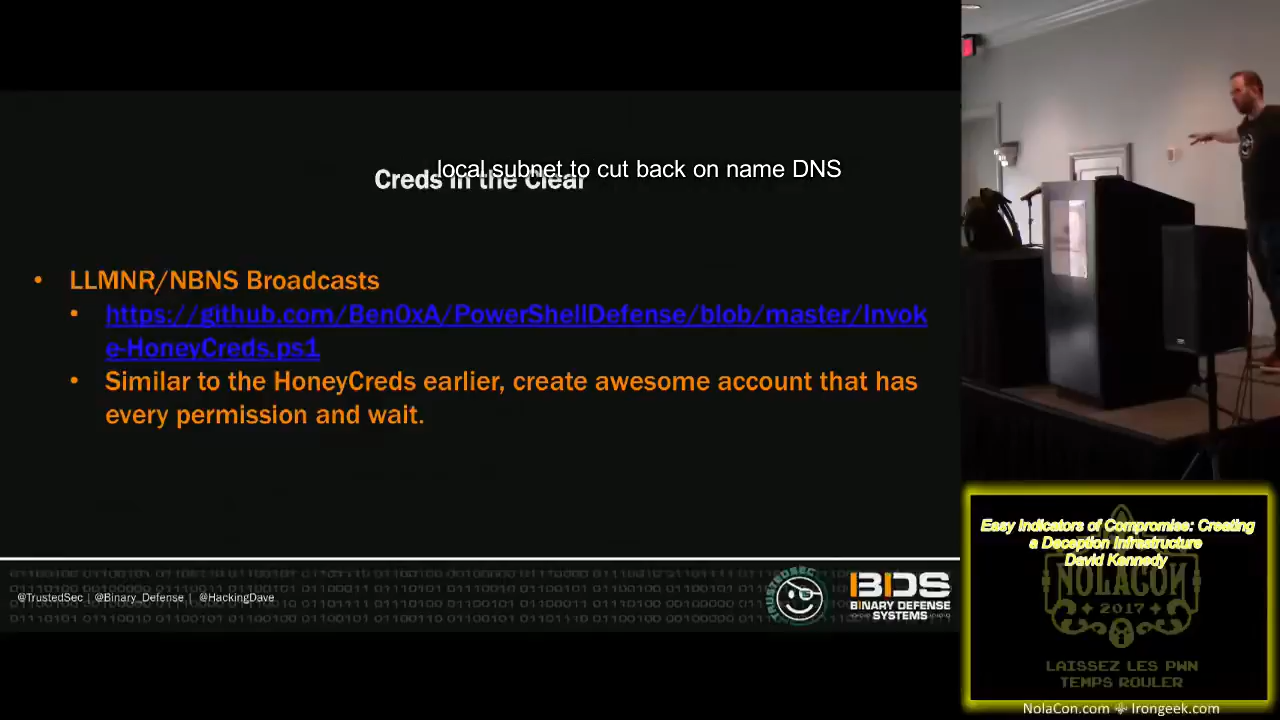 local subnet to cut back on name DNS
Creds in the Clear
• LLMNR/NBNS Broadcasts
• https://github.com/Ben0xA/PowerShellDefense/blob/master/Invok
e-HoneyCreds.ps1
• Similar to the HoneyCreds earlier, create awesome account that has
every permission and wait.
@TrustedSec | @Binary_Defense | @HackingDave
TRUSTEDSEC
BDS
BINARY DEFENSE
SYSTEMS
Easy Indicators of Compromise: Creating
a Deception Infrastructure
David Kennedy
NOLACON
2017
LAISSEZ LES PWN
TEMPS ROULER
NolaCon.com Irongeek.com